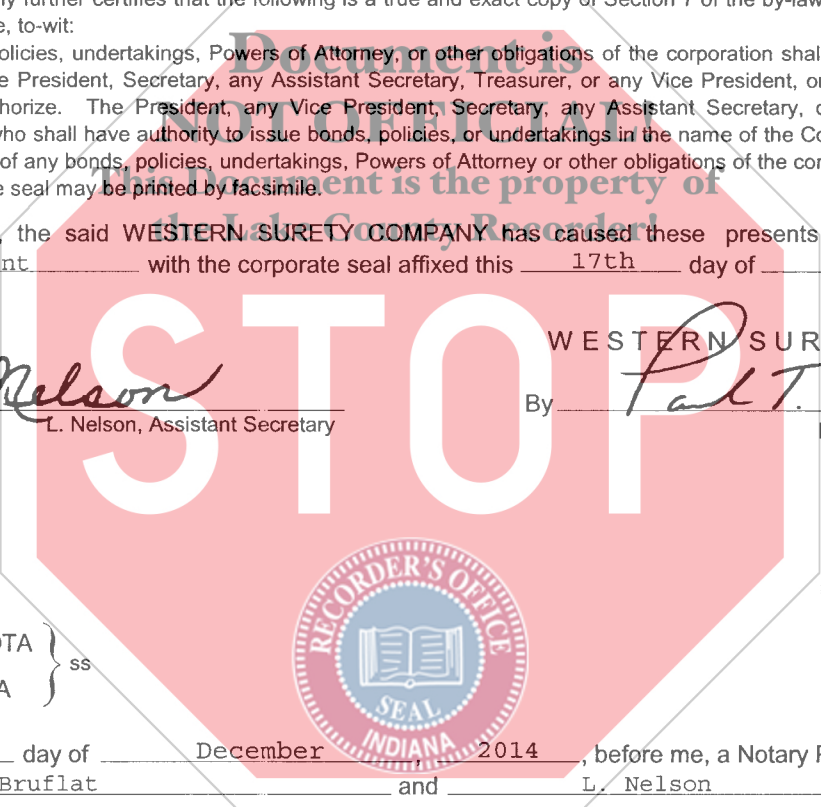 further certifies that the following is a true and exact copy of Section 7 of the by-law
e, to-wit:
olicies, undertakings, Powers of Attorney, or other obligations of the corporation shal
Document is
e President, Secretary, any Assistant Secretary, Treasurer, or any Vice President, or
horize. The President, any Vice President, Secretary, any Assistant Secretary, o
NOT OFFICIAL!
who shall have authority to issue bonds, policies, or undertakings in the name of the Co
of any bonds, policies, undertakings, Powers of Attorney or other obligations of the cor
e seal may be printed by facsimile.
This Document is the property of
the Lake County Recorder!
, the said WESTERN SURETY COMPANY has caused these presents
nt with the corporate seal affixed this 17th day of
STOP
WESTERN SUR
Nelson
By Paul T.
L. Nelson, Assistant Secretary
RECORDER'S OFFICE
OTA
ss
A
SEAL
INDIANA
day of December, 2014, before me, a Notary P
Bruflat and L. Nelson